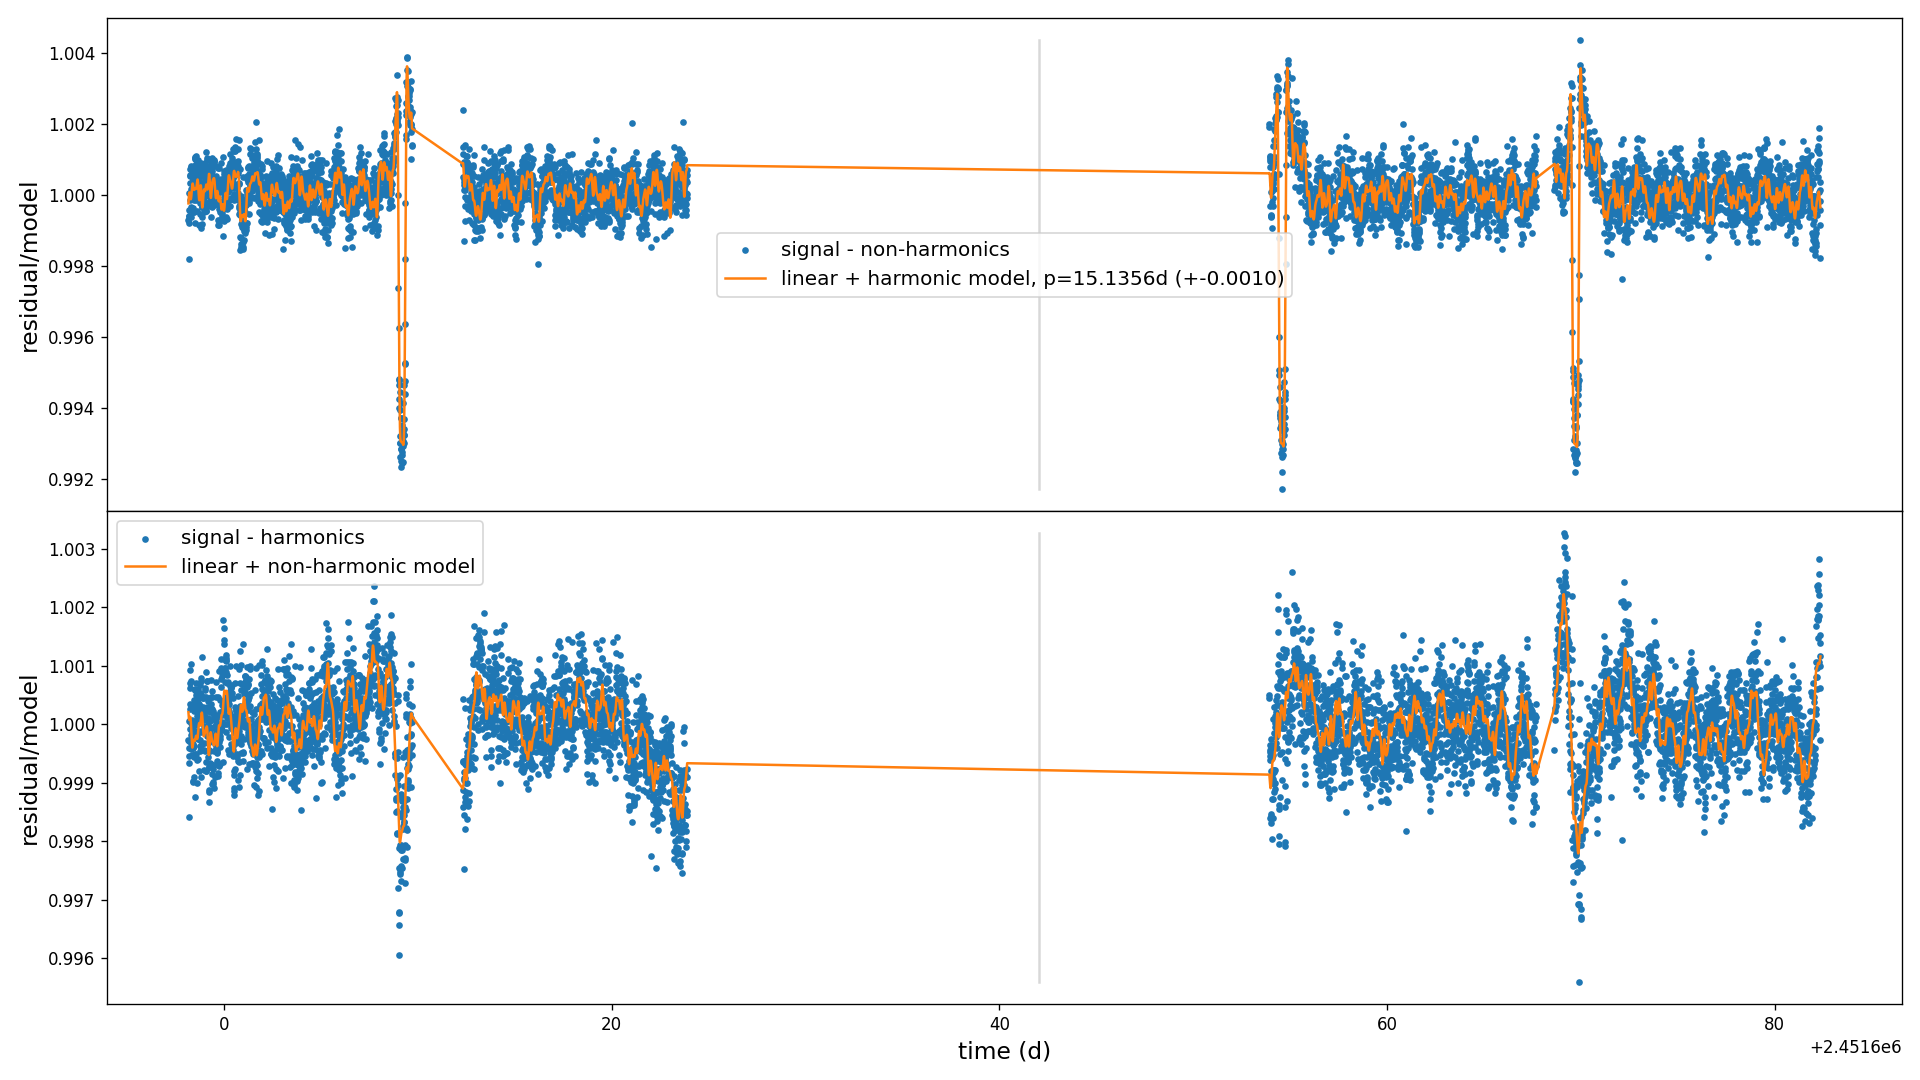 1.004
1.002
1.000
0.998
0.996
0.994
0.992
residual/model
signal - non-harmonics
linear + harmonic model, p=15.1356d (+-0.0010)
signal - harmonics
linear + non-harmonic model
1.003
1.002
1.001
1.000
0.999
0.998
0.997
0.996
residual/model
0
20
40
60
80
time (d)
+2.4516e6